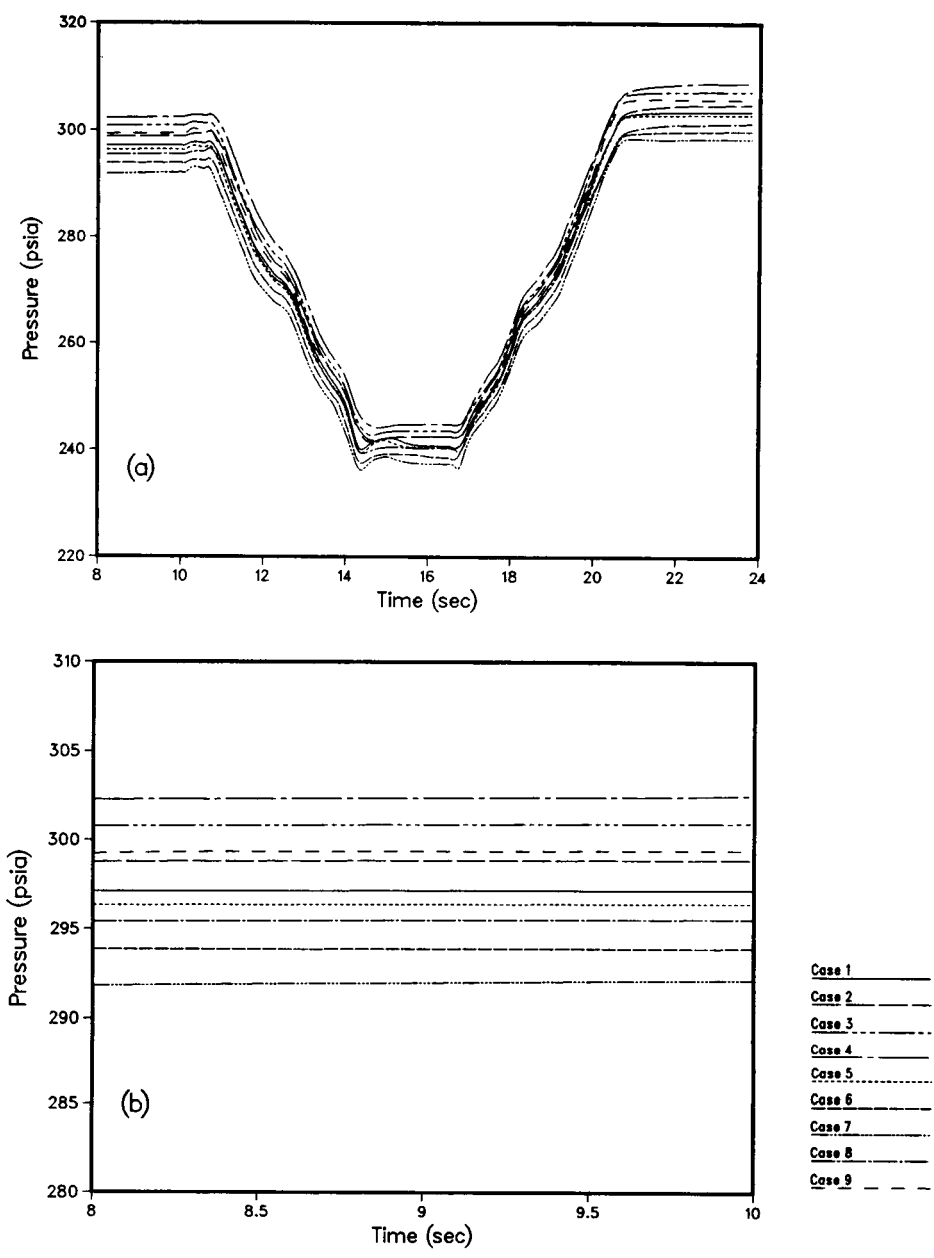 320
300
280
260
240
220
Pressure (psia)
(a)
8 10 12 14 16 18 20 22 24
Time (sec)
310
305
300
295
290
285
280
Pressure (psia)
(b)
8 8.5 9 9.5 10
Time (sec)
Case 1
Case 2
Case 3
Case 4
Case 5
Case 6
Case 7
Case 8
Case 9